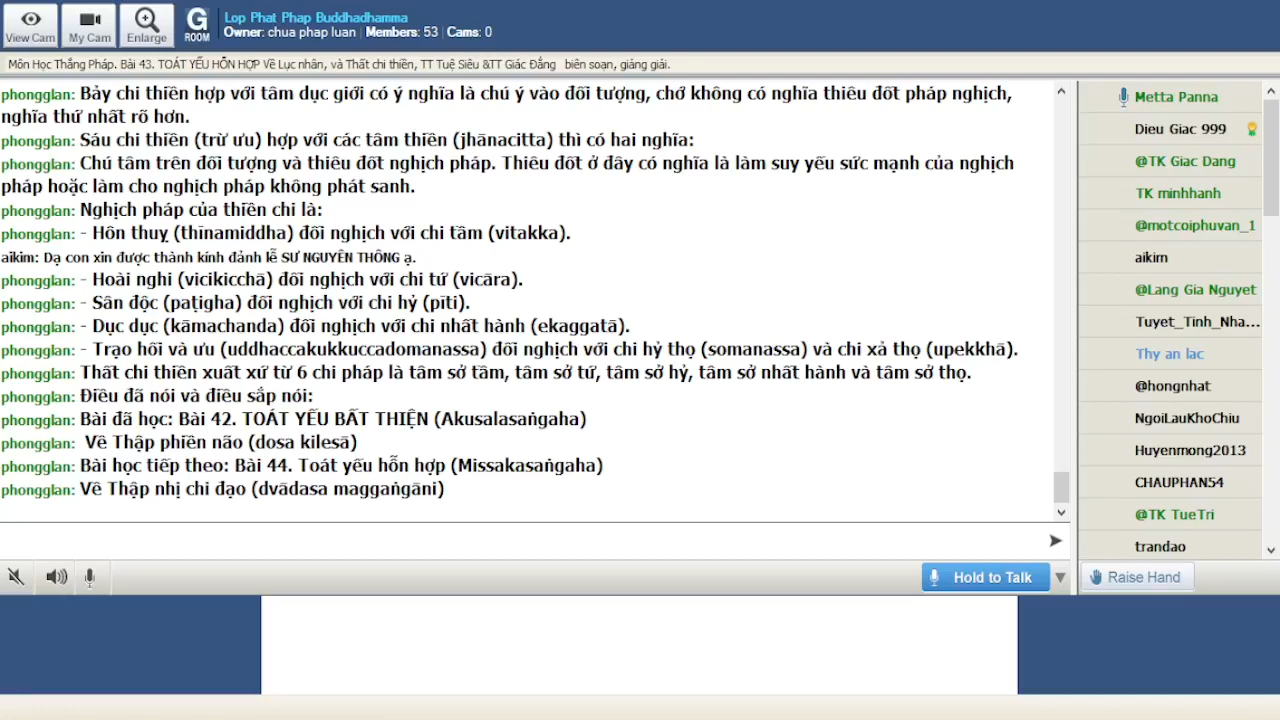 View Cam
My Cam
Enlarge
G
ROOM
Lop Phat Phap Buddhadhamma
Owner: chua phap luan | Members: 53 | Cams: 0
Môn Học Thắng Pháp. Bài 43. TOÁT YẾU HỖN HỢP Về Lục nhân, và Thất chi thiền, TT Tuệ Siêu &TT Giác Đẳng  biên soạn, giảng giải.
phongglan: Bảy chi thiền hợp với tâm dục giới có ý nghĩa là chú ý vào đối tượng, chớ không có nghĩa thiêu đốt pháp nghịch,
nghĩa thứ nhất rõ hơn.
phongglan: Sáu chi thiền (trừ ưu) hợp với các tâm thiền (jhānacitta) thì có hai nghĩa:
phongglan: Chú tâm trên đối tượng và thiêu đốt nghịch pháp. Thiêu đốt ở đây có nghĩa là làm suy yếu sức mạnh của nghịch
pháp hoặc làm cho nghịch pháp không phát sanh.
phongglan: Nghịch pháp của thiền chi là:
phongglan: - Hôn thuỵ (thīnamiddha) đối nghịch với chi tầm (vitakka).
aikim: Dạ con xin được thành kính đảnh lễ SƯ NGUYÊN THÔNG ạ.
phongglan: - Hoài nghi (vicikicchā) đối nghịch với chi tứ (vicāra).
phongglan: - Sân độc (paṭigha) đối nghịch với chi hỷ (pīti).
phongglan: - Dục dục (kāmachanda) đối nghịch với chi nhất hành (ekaggatā).
phongglan: - Trạo hối và ưu (uddhaccakukkuccadomanassa) đối nghịch với chi hỷ thọ (somanassa) và chi xả thọ (upekkhā).
phongglan: Thất chi thiền xuất xứ từ 6 chi pháp là tâm sở tầm, tâm sở tứ, tâm sở hỷ, tâm sở nhất hành và tâm sở thọ.
phongglan: Điều đã nói và điều sắp nói:
phongglan: Bài đã học: Bài 42. TOÁT YẾU BẤT THIỆN (Akusalasaṅgaha)
phongglan: Về Thập phiền não (dosa kilesā)
phongglan: Bài học tiếp theo: Bài 44. Toát yếu hỗn hợp (Missakasaṅgaha)
phongglan: Về Thập nhị chi đạo (dvādasa maggaṅgāni)
Hold to Talk
Metta Panna
Dieu Giac 999
@TK Giac Dang
TK minhhanh
@motcoiphuvan_1
aikim
@Lang Gia Nguyet
Tuyet_Tinh_Nha...
Thy an lac
@hongnhat
NgoiLauKhoChiu
Huyenmong2013
CHAUPHAN54
@TK TueTri
trandao
Raise Hand